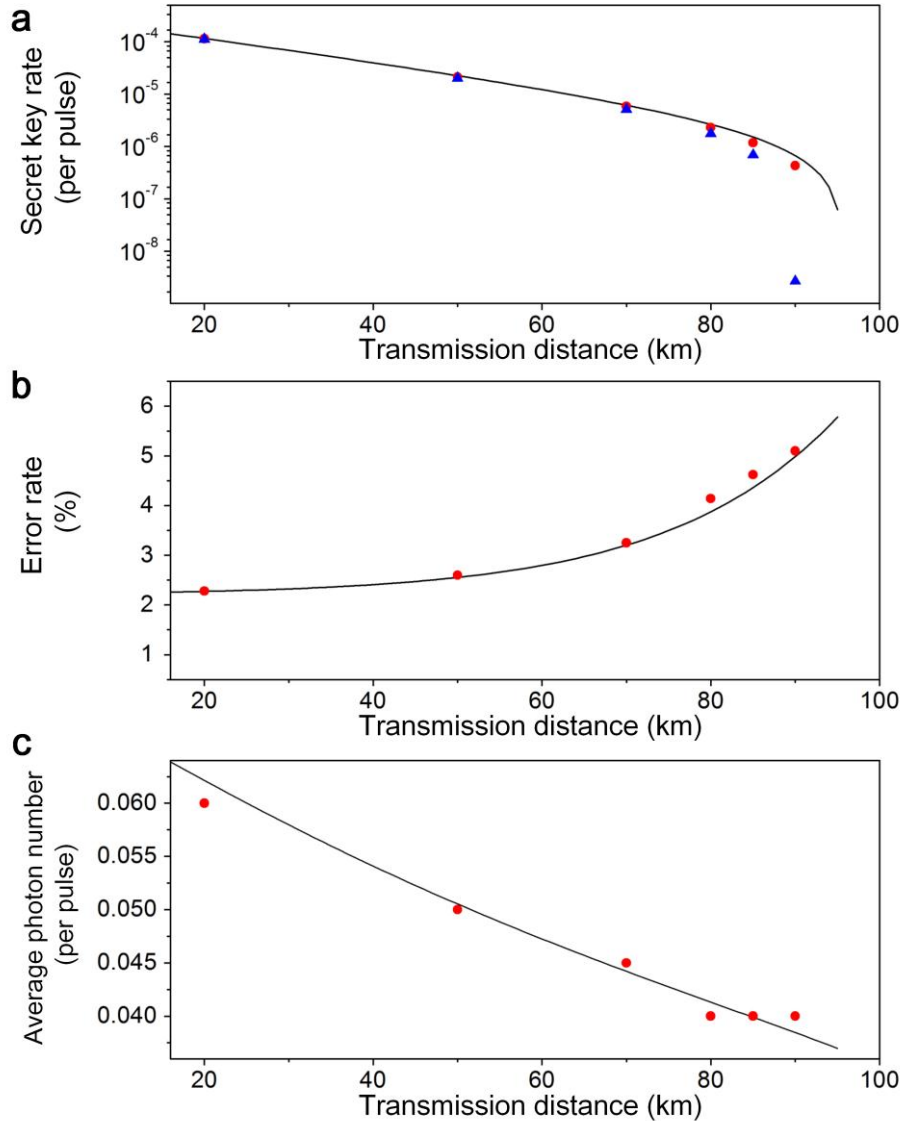 a
Secret key rate
(per pulse)
10⁻⁴
10⁻⁵
10⁻⁶
10⁻⁷
10⁻⁸
20 40 60 80 100
Transmission distance (km)
b
Error rate
(%)
6
5
4
3
2
1
20 40 60 80 100
Transmission distance (km)
c
Average photon number
(per pulse)
0.060
0.055
0.050
0.045
0.040
20 40 60 80 100
Transmission distance (km)